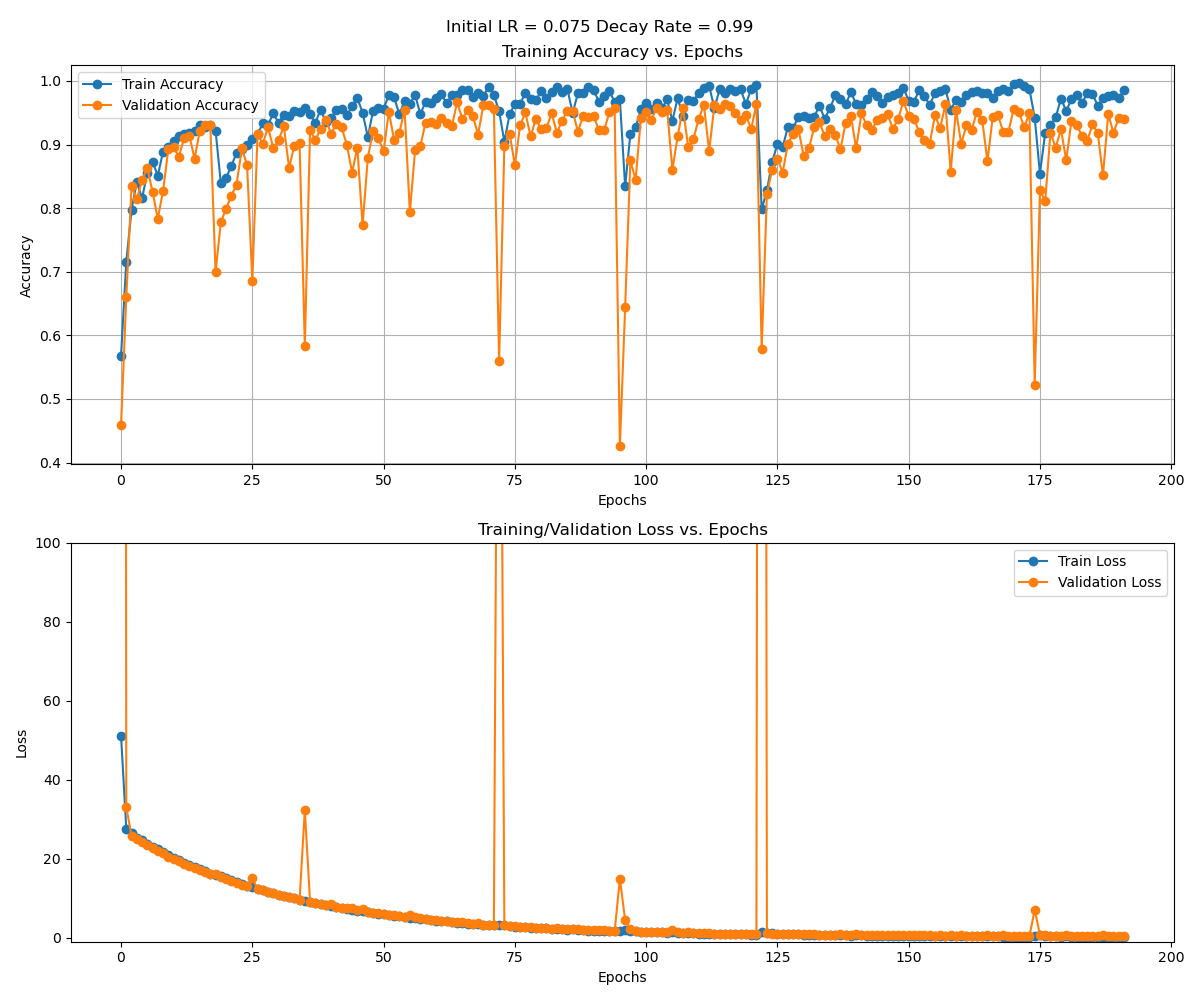 Initial LR = 0.075 Decay Rate = 0.99
Training Accuracy vs. Epochs
1.0
0.9
0.8
0.7
0.6
0.5
0.4
Accuracy
Train Accuracy
Validation Accuracy
0 25 50 75 100 125 150 175 200
Epochs
Training/Validation Loss vs. Epochs
100
80
60
40
20
0
Loss
Train Loss
Validation Loss
0 25 50 75 100 125 150 175 200
Epochs